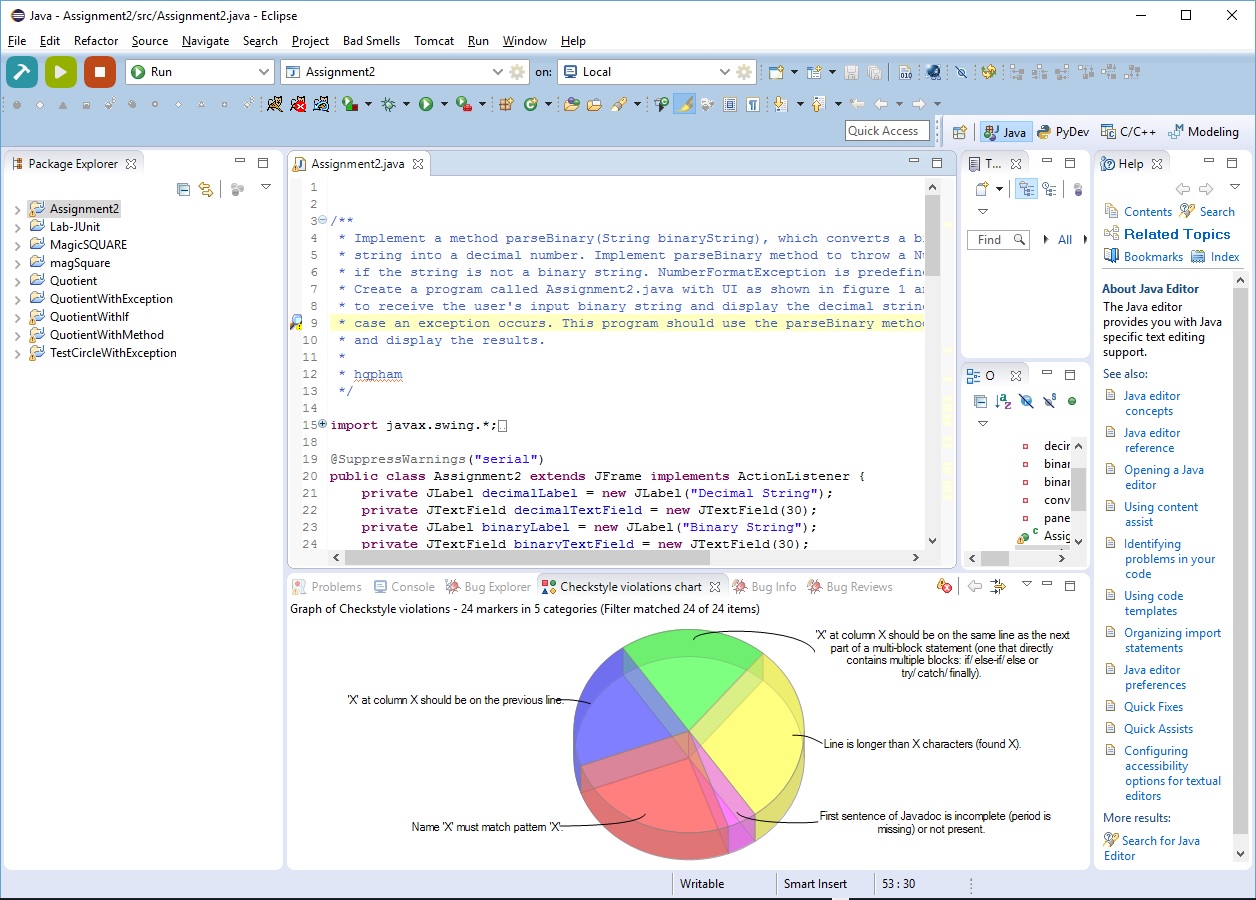 Java - Assignment2/src/Assignment2.java - Eclipse
File Edit Refactor Source Navigate Search Project Bad Smells Tomcat Run Window Help
Run Assignment2 on: Local
Quick Access Java PyDev C/C++ Modeling
Package Explorer
Assignment2
Lab-JUnit
MagicSQUARE
magSquare
Quotient
QuotientWithException
QuotientWithIf
QuotientWithMethod
TestCircleWithException
Assignment2.java
1
2
3 /**
4 * Implement a method parseBinary(String binaryString), which converts a b
5 * string into a decimal number. Implement parseBinary method to throw a Nu
6 * if the string is not a binary string. NumberFormatException is predefine
7 * Create a program called Assignment2.java with UI as shown in figure 1 a
8 * to receive the user's input binary string and display the decimal string
9 * case an exception occurs. This program should use the parseBinary method
10 * and display the results.
11 *
12 * hqpham
13 */
14
15 import javax.swing.*;
18
19 @SuppressWarnings("serial")
20 public class Assignment2 extends JFrame implements ActionListener {
21 private JLabel decimalLabel = new JLabel("Decimal String");
22 private JTextField decimalTextField = new JTextField(30);
23 private JLabel binaryLabel = new JLabel("Binary String");
24 private JTextField binaryTextField = new JTextField(30);
T...
Find All
O
decir
binar
binar
conv
pane
Assig
Help
Contents Search
Related Topics
Bookmarks Index
About Java Editor
The Java editor
provides you with Java
specific text editing
support.
See also:
Java editor
concepts
Java editor
reference
Opening a Java
editor
Using content
assist
Identifying
problems in your
code
Using code
templates
Organizing import
statements
Java editor
preferences
Quick Fixes
Quick Assists
Configuring
accessibility
options for textual
editors
More results:
Search for Java
Editor
Problems Console Bug Explorer Checkstyle violations chart Bug Info Bug Reviews
Graph of Checkstyle violations - 24 markers in 5 categories (Filter matched 24 of 24 items)
'X' at column X should be on the same line as the next
part of a multi-block statement (one that directly
contains multiple blocks: if/ else-if/ else or
try/ catch/ finally).
'X' at column X should be on the previous line.
Line is longer than X characters (found X).
First sentence of Javadoc is incomplete (period is
missing) or not present.
Name 'X' must match pattern 'X'.
Writable Smart Insert 53 : 30